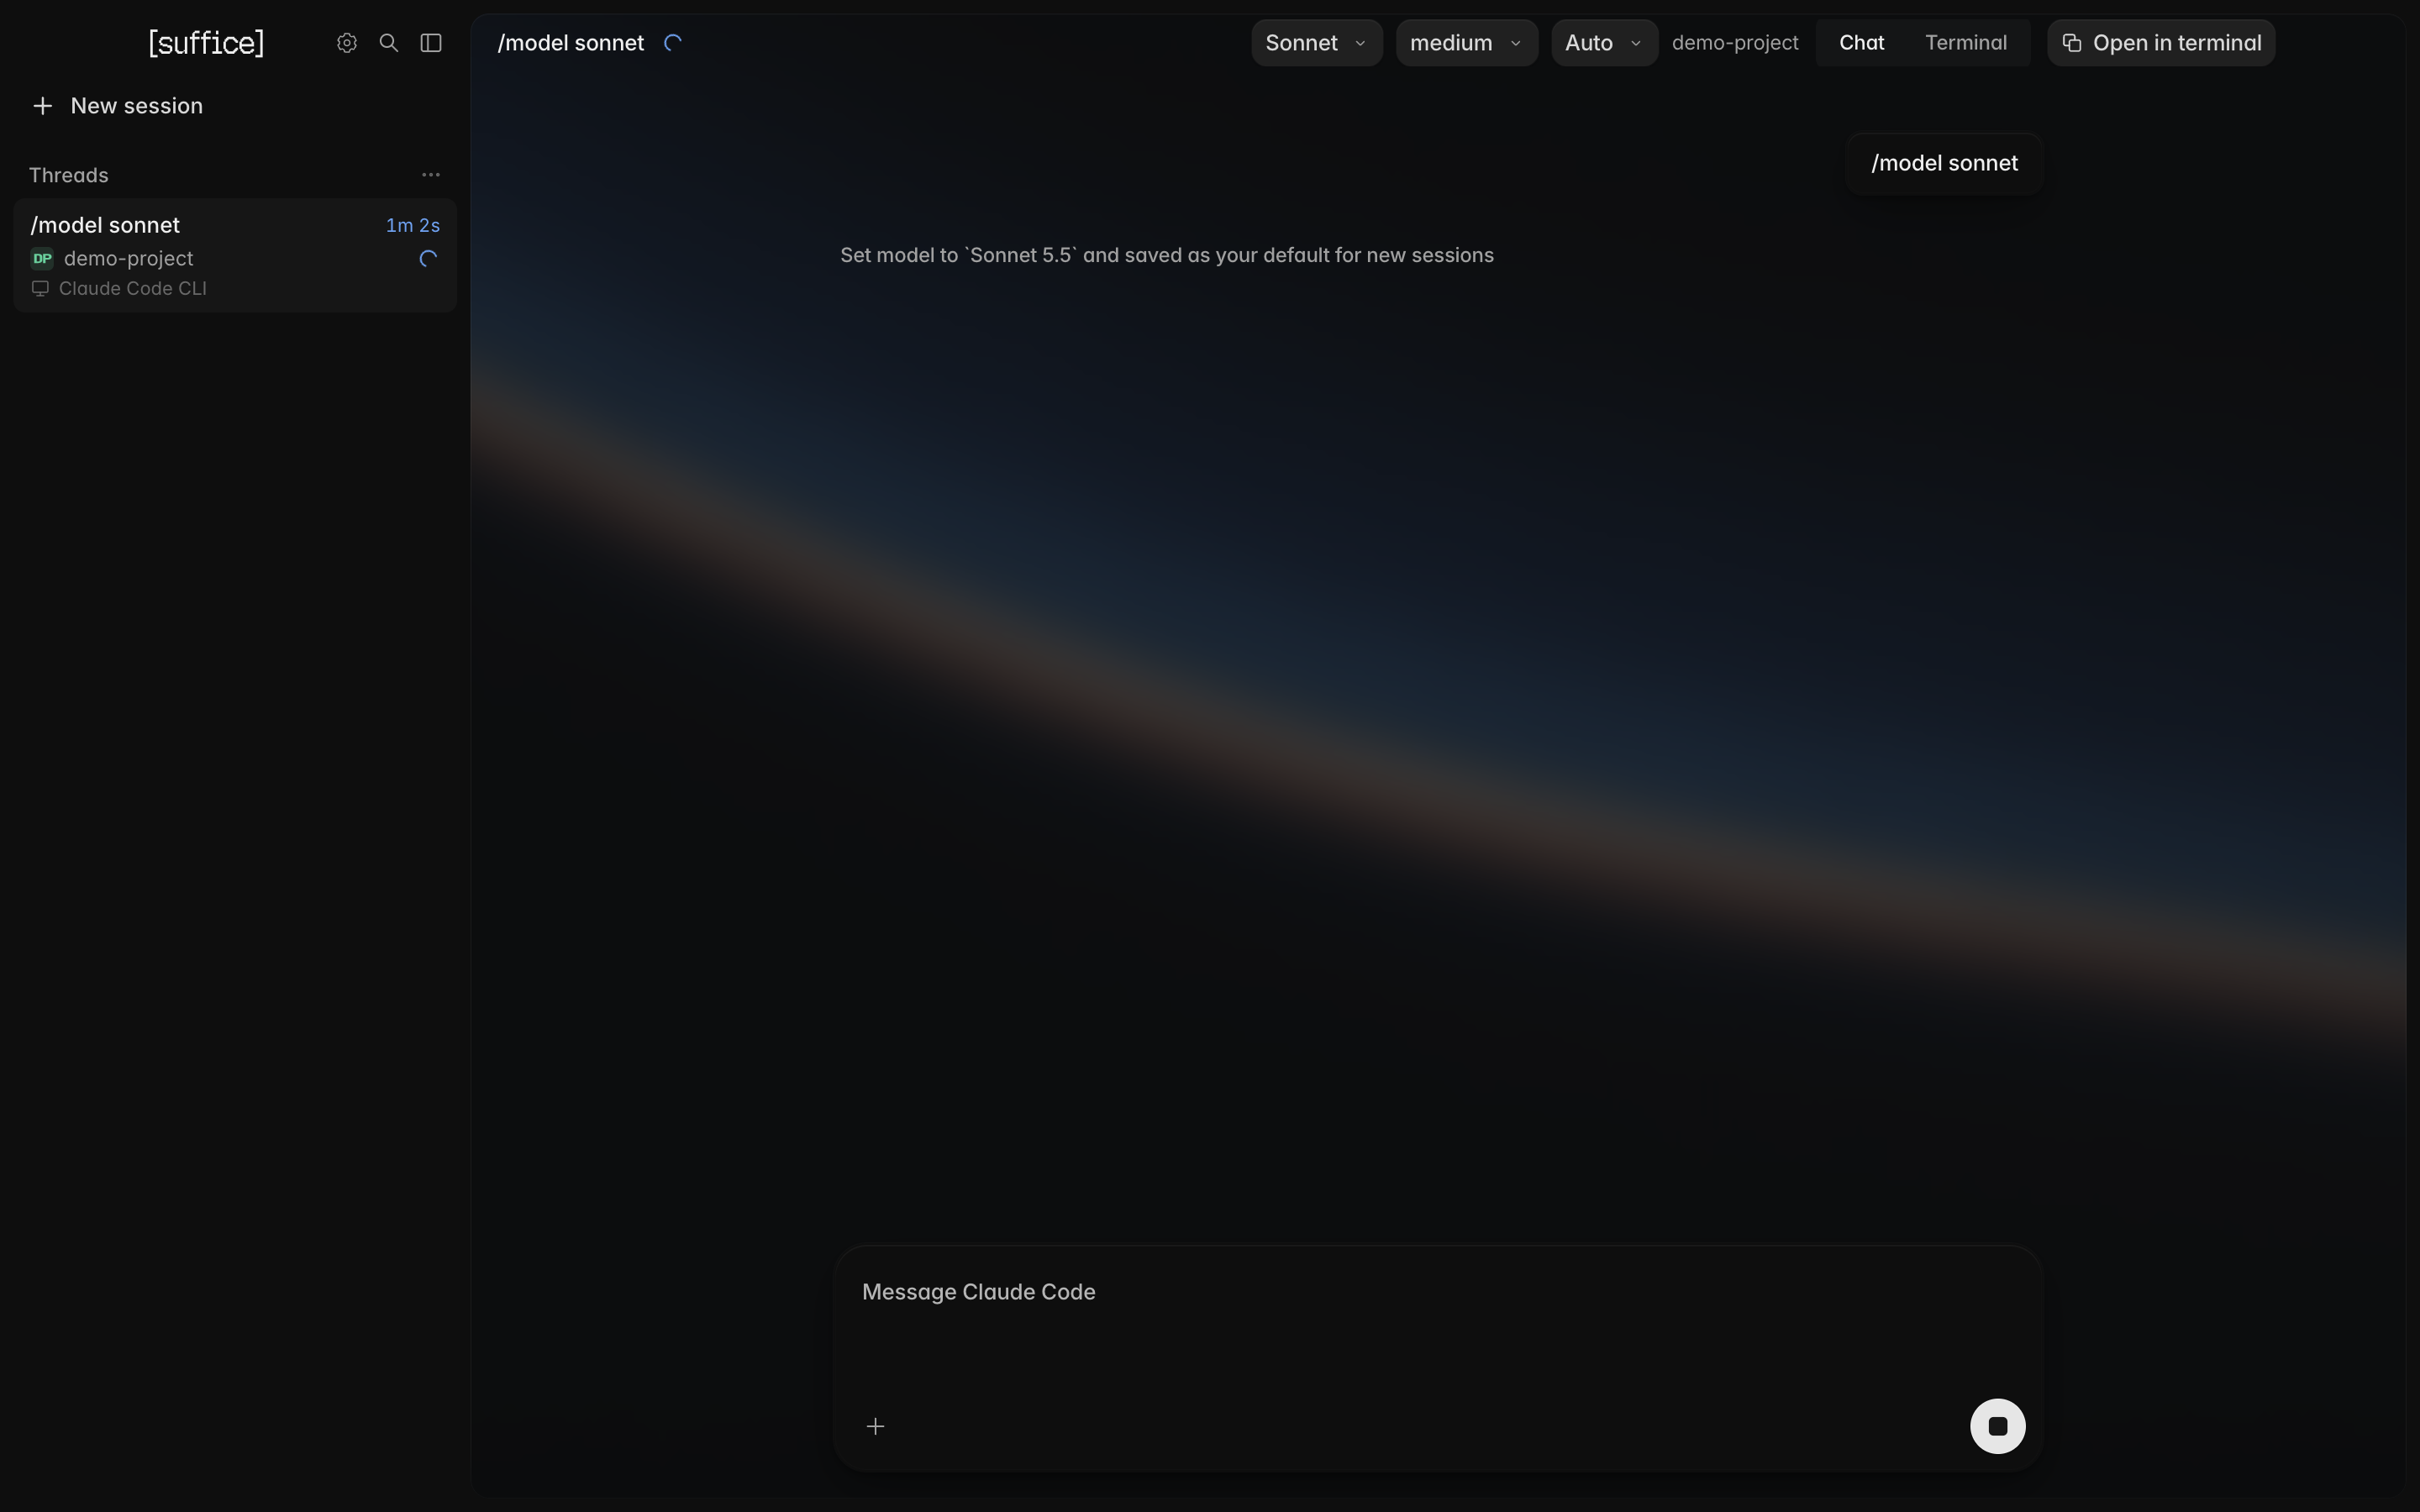 [suffice]
New session
Threads
/model sonnet
1m 2s
DP
demo-project
Claude Code CLI
/model sonnet
Sonnet
medium
Auto
demo-project
Chat
Terminal
Open in terminal
/model sonnet
Set model to `Sonnet 5.5` and saved as your default for new sessions
Message Claude Code